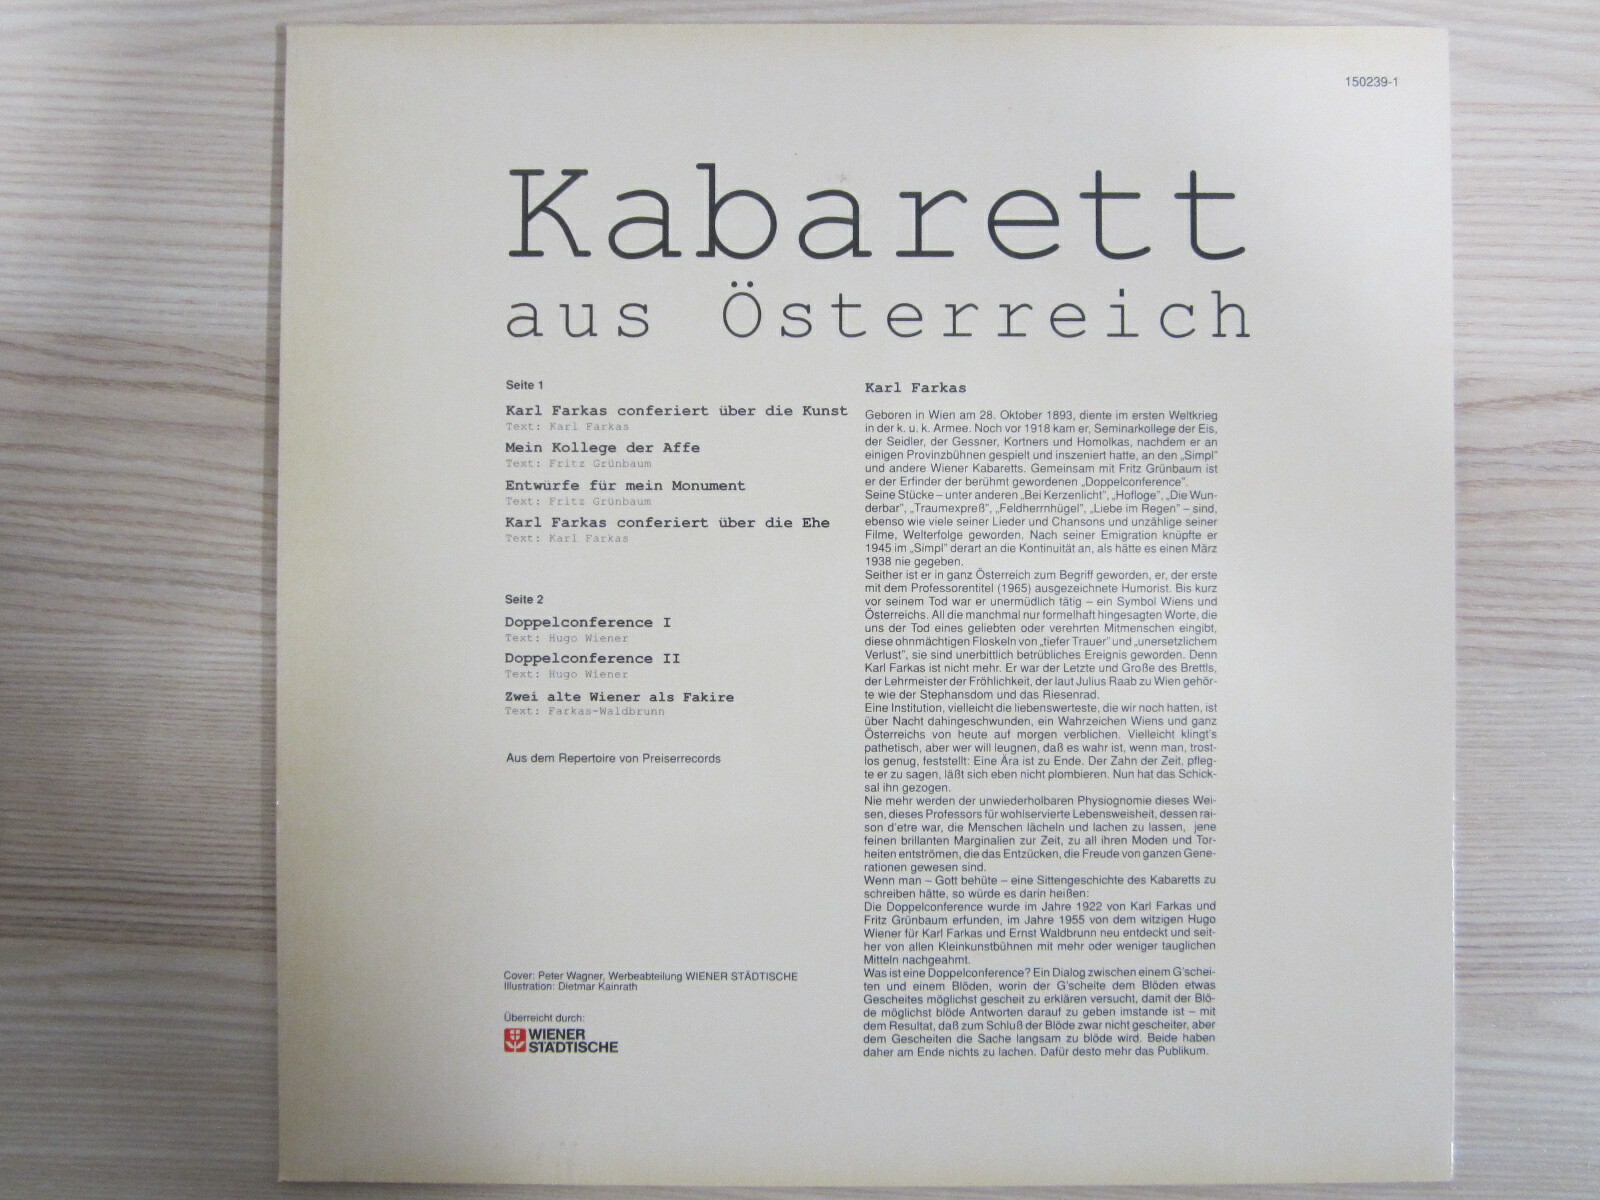 150239-1
Kabarett
aus Österreich
Seite 1
Karl Farkas conferiert über die Kunst
Text: Karl Farkas
Mein Kollege der Affe
Text: Fritz Grünbaum
Entwürfe für mein Monument
Text: Fritz Grünbaum
Karl Farkas conferiert über die Ehe
Text: Karl Farkas
Seite 2
Doppelconference I
Text: Hugo Wiener
Doppelconference II
Text: Hugo Wiener
Zwei alte Wiener als Fakire
Text: Farkas-Waldbrunn
Aus dem Repertoire von Preiserrecords
Cover: Peter Wagner, Werbeabteilung WIENER STÄDTISCHE
Illustration: Dietmar Kainrath
Überreicht durch:
WIENER
STÄDTISCHE
Karl Farkas
Geboren in Wien am 28. Oktober 1893, diente im ersten Weltkrieg
in der k. u. k. Armee. Noch vor 1918 kam er, Seminarkollege der Eis,
der Seidler, der Gessner, Kortners und Homolkas, nachdem er an
einigen Provinzbühnen gespielt und inszeniert hatte, an den „Simpl"
und andere Wiener Kabaretts. Gemeinsam mit Fritz Grünbaum ist
er der Erfinder der berühmt gewordenen „Doppelconference".
Seine Stücke – unter anderen „Bei Kerzenlicht", „Hofloge", „Die Wun-
derbar", „Traumexpreß", „Feldherrnhügel", „Liebe im Regen" – sind,
ebenso wie viele seiner Lieder und Chansons und unzählige seiner
Filme, Welterfolge geworden. Nach seiner Emigration knüpfte er
1945 im „Simpl" derart an die Kontinuität an, als hätte es einen März
1938 nie gegeben.
Seither ist er in ganz Österreich zum Begriff geworden, er, der erste
mit dem Professorentitel (1965) ausgezeichnete Humorist. Bis kurz
vor seinem Tod war er unermüdlich tätig – ein Symbol Wiens und
Österreichs. All die manchmal nur formelhaft hingesagten Worte, die
uns der Tod eines geliebten oder verehrten Mitmenschen eingibt,
diese ohnmächtigen Floskeln von „tiefer Trauer" und „unersetzlichem
Verlust", sie sind unerbittlich betrübliches Ereignis geworden. Denn
Karl Farkas ist nicht mehr. Er war der Letzte und Große des Brettls,
der Lehrmeister der Fröhlichkeit, der laut Julius Raab zu Wien gehör-
te wie der Stephansdom und das Riesenrad.
Eine Institution, vielleicht die liebenswerteste, die wir noch hatten, ist
über Nacht dahingeschwunden, ein Wahrzeichen Wiens und ganz
Österreichs von heute auf morgen verblichen. Vielleicht klingt's
pathetisch, aber wer will leugnen, daß es wahr ist, wenn man, trost-
los genug, feststellt: Eine Ära ist zu Ende. Der Zahn der Zeit, pfleg-
te er zu sagen, läßt sich eben nicht plombieren. Nun hat das Schick-
sal ihn gezogen.
Nie mehr werden der unwiederholbaren Physiognomie dieses Wei-
sen, dieses Professors für wohlservierte Lebensweisheit, dessen rai-
son d'etre war, die Menschen lächeln und lachen zu lassen, jene
feinen brillanten Marginalien zur Zeit, zu all ihren Moden und Tor-
heiten entströmen, die das Entzücken, die Freude von ganzen Gene-
rationen gewesen sind.
Wenn man – Gott behüte – eine Sittengeschichte des Kabaretts zu
schreiben hätte, so würde es darin heißen:
Die Doppelconference wurde im Jahre 1922 von Karl Farkas und
Fritz Grünbaum erfunden, im Jahre 1955 von dem witzigen Hugo
Wiener für Karl Farkas und Ernst Waldbrunn neu entdeckt und seit-
her von allen Kleinkunstbühnen mit mehr oder weniger tauglichen
Mitteln nachgeahmt.
Was ist eine Doppelconference? Ein Dialog zwischen einem G'schei-
ten und einem Blöden, worin der G'scheite dem Blöden etwas
Gescheites möglichst gescheit zu erklären versucht, damit der Blö-
de möglichst blöde Antworten darauf zu geben imstande ist – mit
dem Resultat, daß zum Schluß der Blöde zwar nicht gescheiter, aber
dem Gescheiten die Sache langsam zu blöde wird. Beide haben
daher am Ende nichts zu lachen. Dafür desto mehr das Publikum.